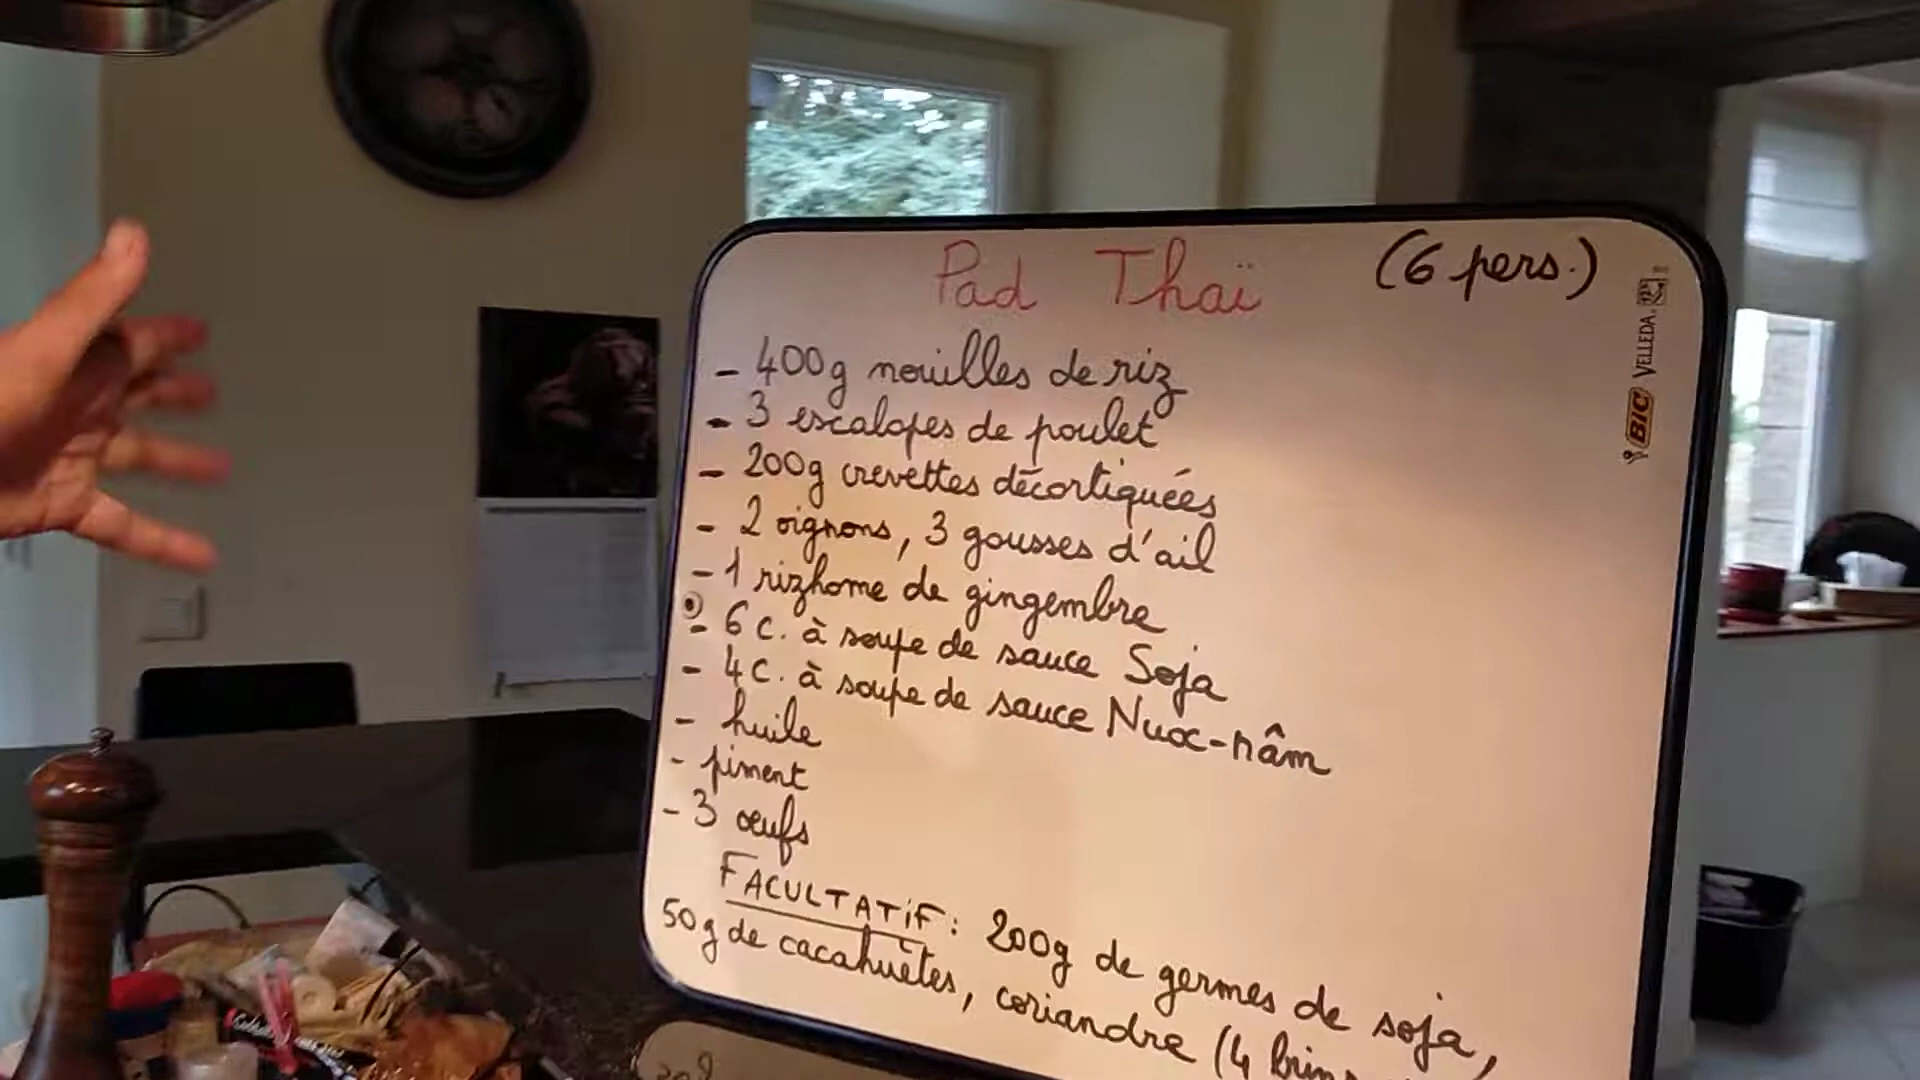 Pad Thaï (6 pers.)
- 400g nouilles de riz
- 3 escalopes de poulet
- 200g crevettes décortiquées
- 2 oignons, 3 gousses d'ail
- 1 rizhome de gingembre
- 6 c. à soupe de sauce Soja
- 4 c. à soupe de sauce Nuoc-nâm
- huile
- piment
- 3 œufs
FACULTATiF : 200g de germes de soja,
50g de cacahuètes, coriandre (4 brins
BIC VELLEDA